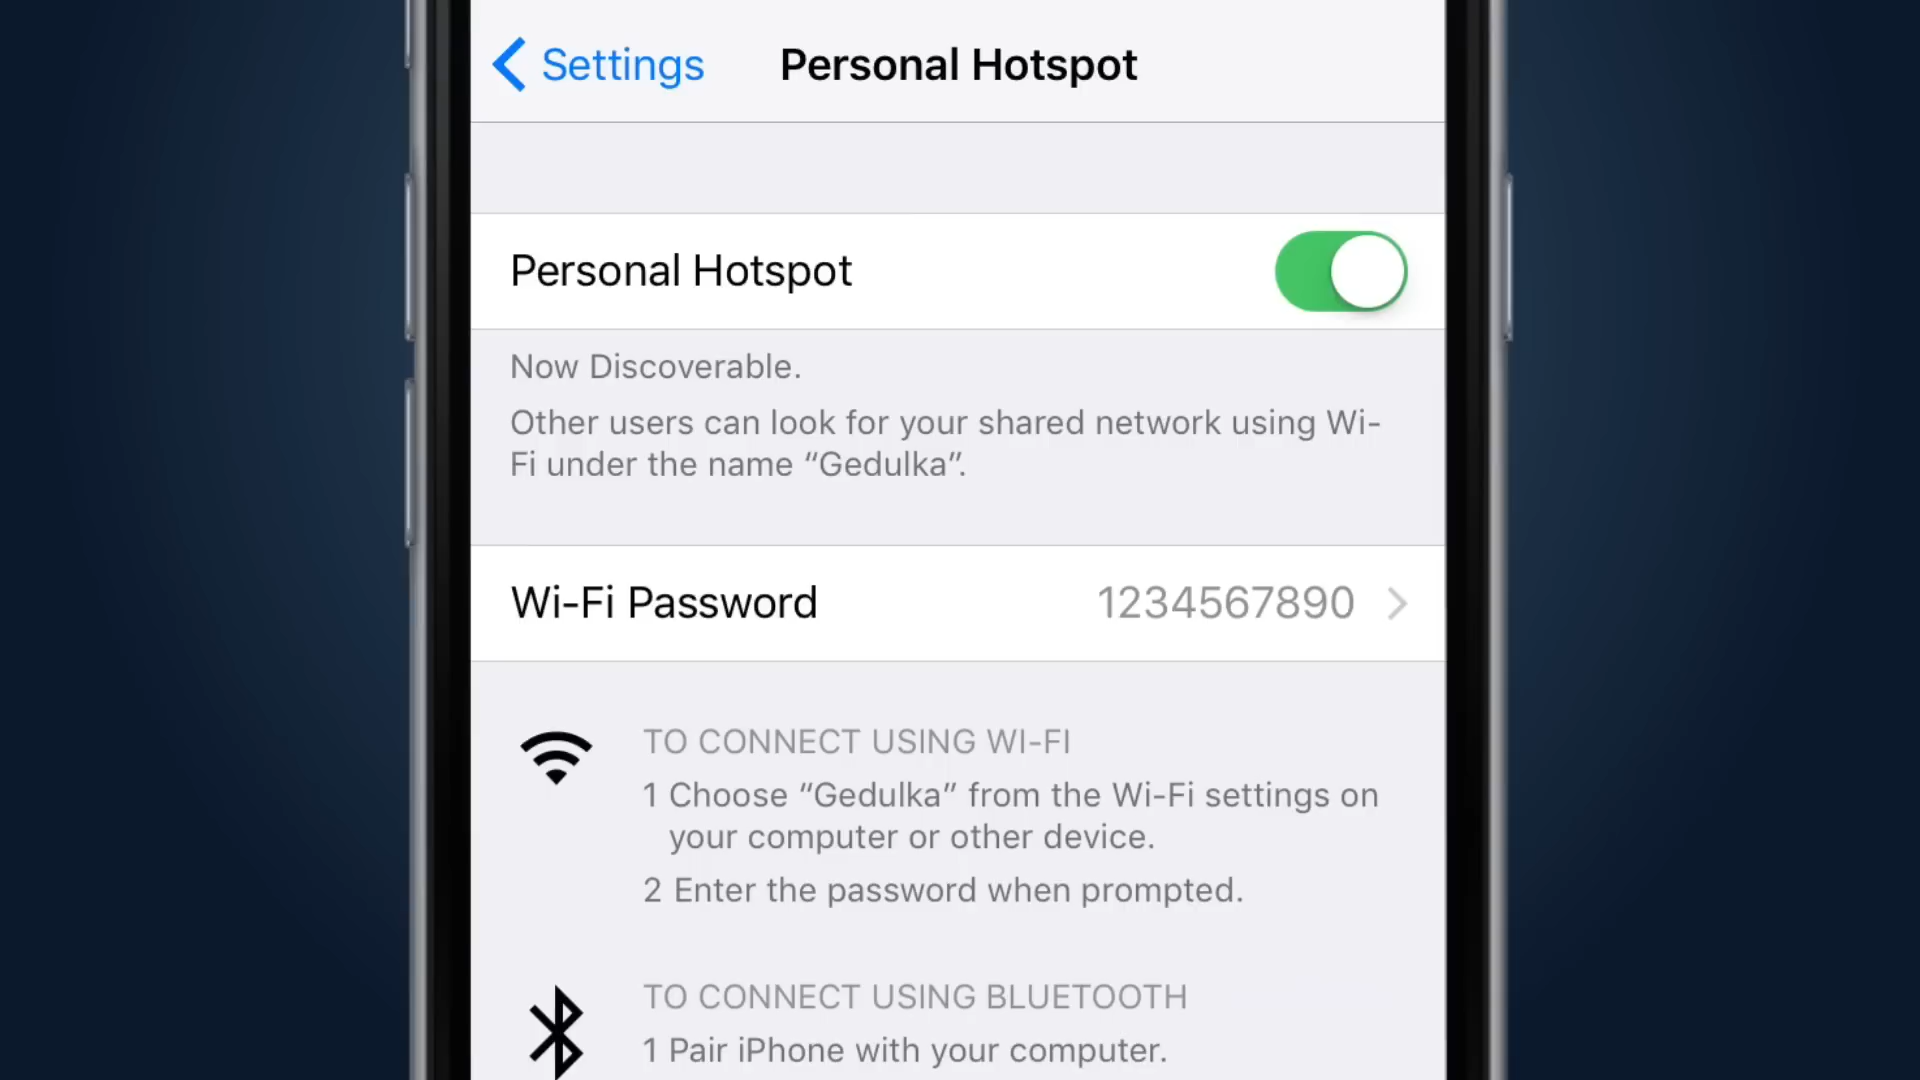 Settings
Personal Hotspot
Personal Hotspot
Now Discoverable.
Other users can look for your shared network using Wi-
Fi under the name “Gedulka”.
Wi-Fi Password 1234567890
TO CONNECT USING WI-FI
1 Choose “Gedulka” from the Wi-Fi settings on
your computer or other device.
2 Enter the password when prompted.
TO CONNECT USING BLUETOOTH
1 Pair iPhone with your computer.